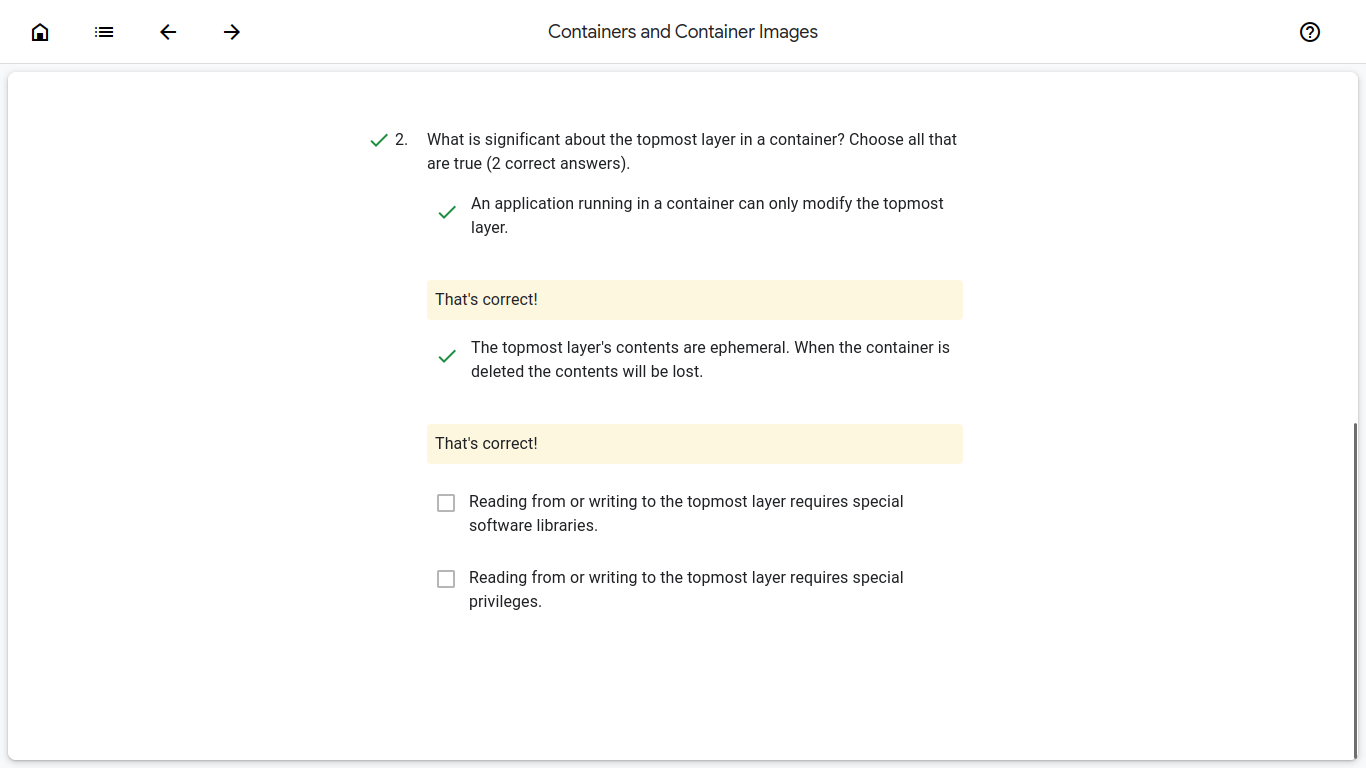 Containers and Container Images
2. What is significant about the topmost layer in a container? Choose all that
are true (2 correct answers).
An application running in a container can only modify the topmost
layer.
That's correct!
The topmost layer's contents are ephemeral. When the container is
deleted the contents will be lost.
That's correct!
Reading from or writing to the topmost layer requires special
software libraries.
Reading from or writing to the topmost layer requires special
privileges.